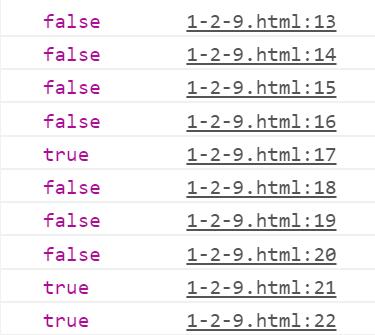 false 1-2-9.html:13
false 1-2-9.html:14
false 1-2-9.html:15
false 1-2-9.html:16
true 1-2-9.html:17
false 1-2-9.html:18
false 1-2-9.html:19
false 1-2-9.html:20
true 1-2-9.html:21
true 1-2-9.html:22